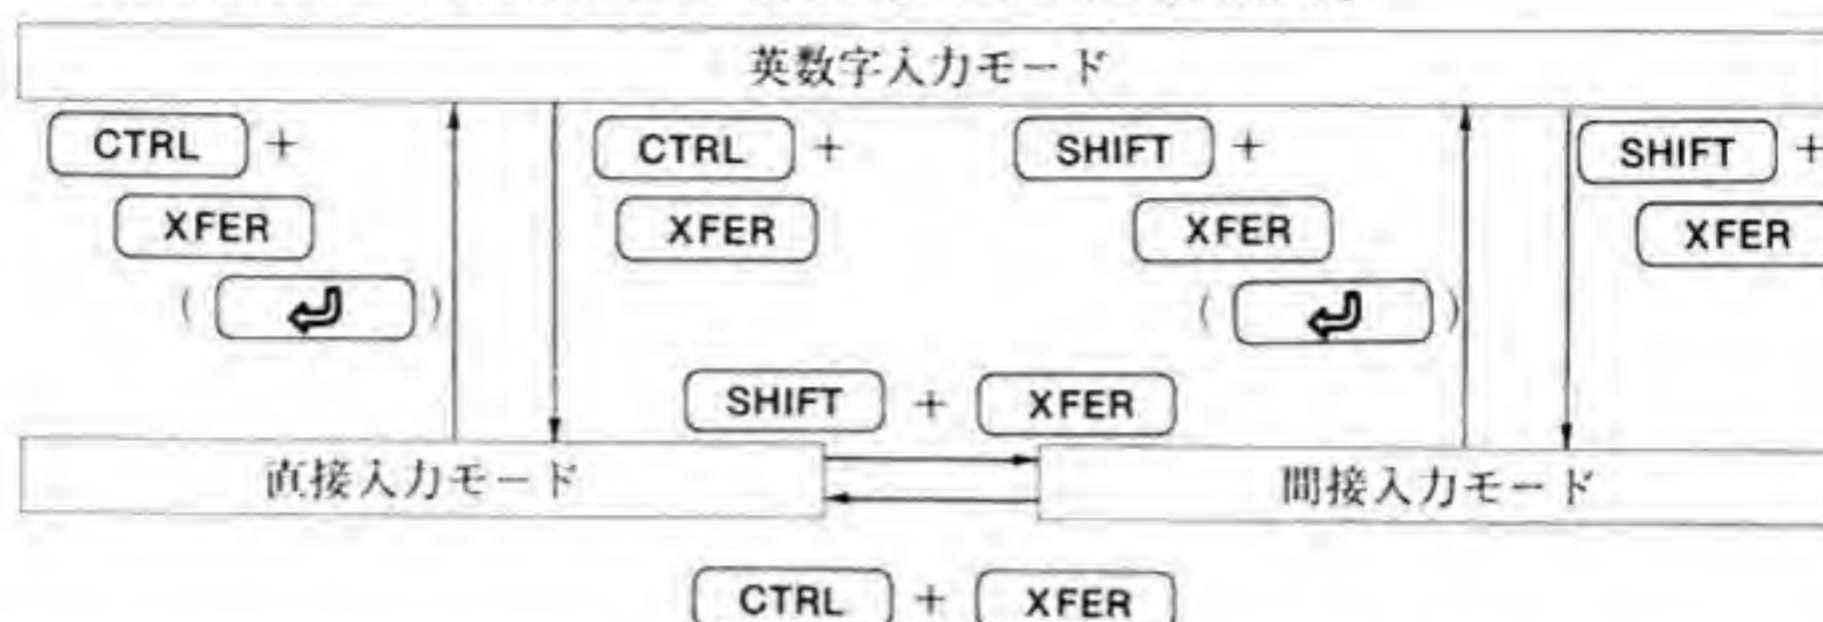 英数字入力モード
CTRL + CTRL + SHIFT + SHIFT +
XFER XFER XFER XFER
( ↵ ) ( ↵ )
SHIFT + XFER
直接入力モード 間接入力モード
CTRL + XFER